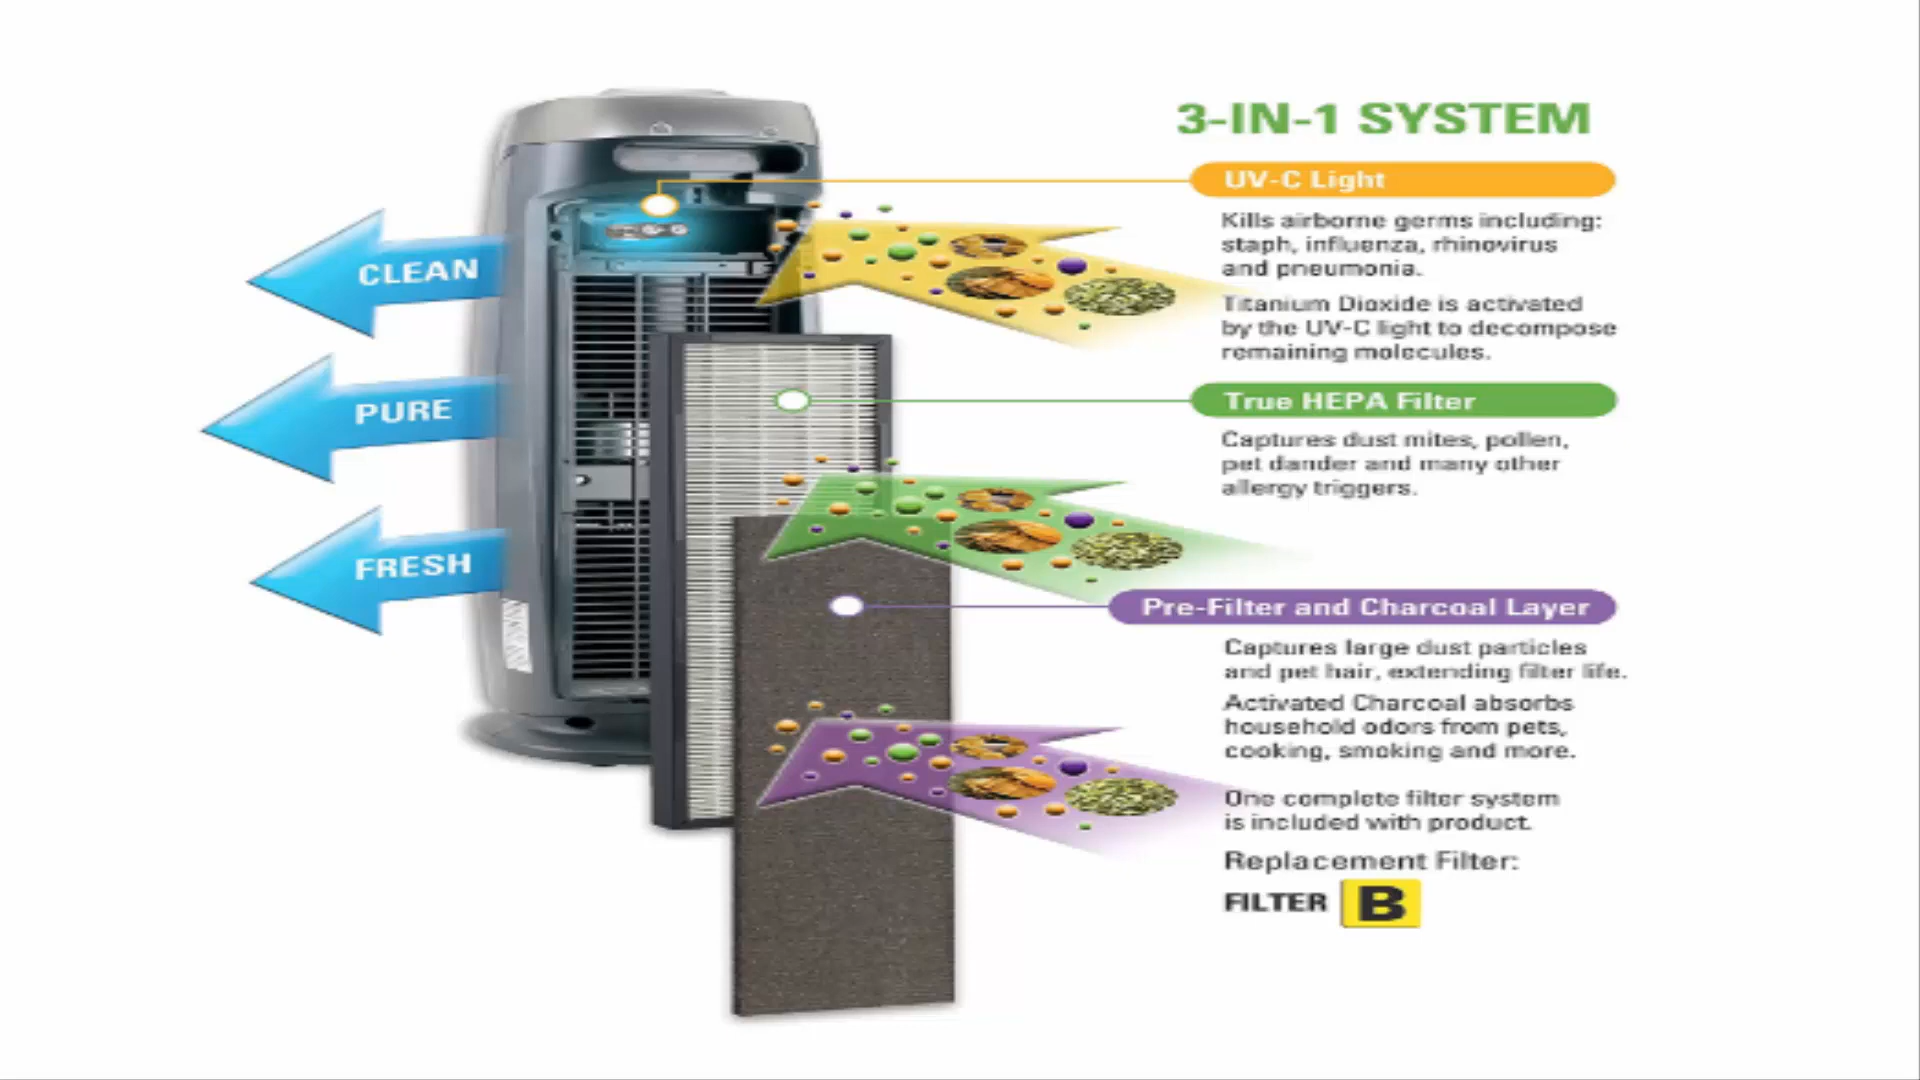 3-IN-1 SYSTEM
UV-C Light
Kills airborne germs including:
staph, influenza, rhinovirus
and pneumonia.
Titanium Dioxide is activated
by the UV-C light to decompose
remaining molecules.
True HEPA Filter
Captures dust mites, pollen,
pet dander and many other
allergy triggers.
Pre-Filter and Charcoal Layer
Captures large dust particles
and pet hair, extending filter life.
Activated Charcoal absorbs
household odors from pets,
cooking, smoking and more.
One complete filter system
is included with product.
Replacement Filter:
FILTER B
CLEAN
PURE
FRESH